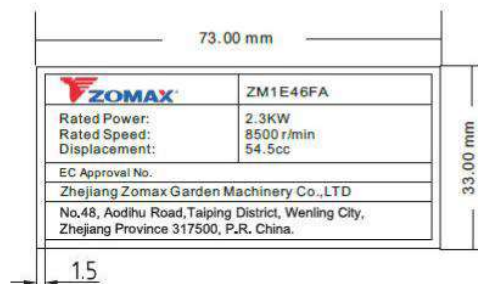 73.00 mm
ZOMAX
ZM1E46FA
Rated Power: 2.3KW
Rated Speed: 8500 r/min
Displacement: 54.5cc
EC Approval No.
Zhejiang Zomax Garden Machinery Co.,LTD
No.48, Aodihu Road,Taiping District, Wenling City,
Zhejiang Province 317500, P.R. China.
33.00 mm
1.5